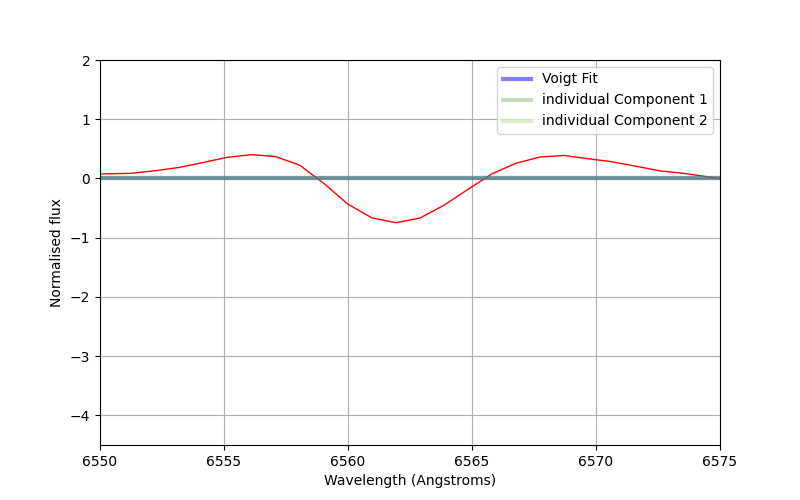 Voigt Fit
individual Component 1
individual Component 2
2
1
0
−1
−2
−3
−4
Normalised flux
6550 6555 6560 6565 6570 6575
Wavelength (Angstroms)